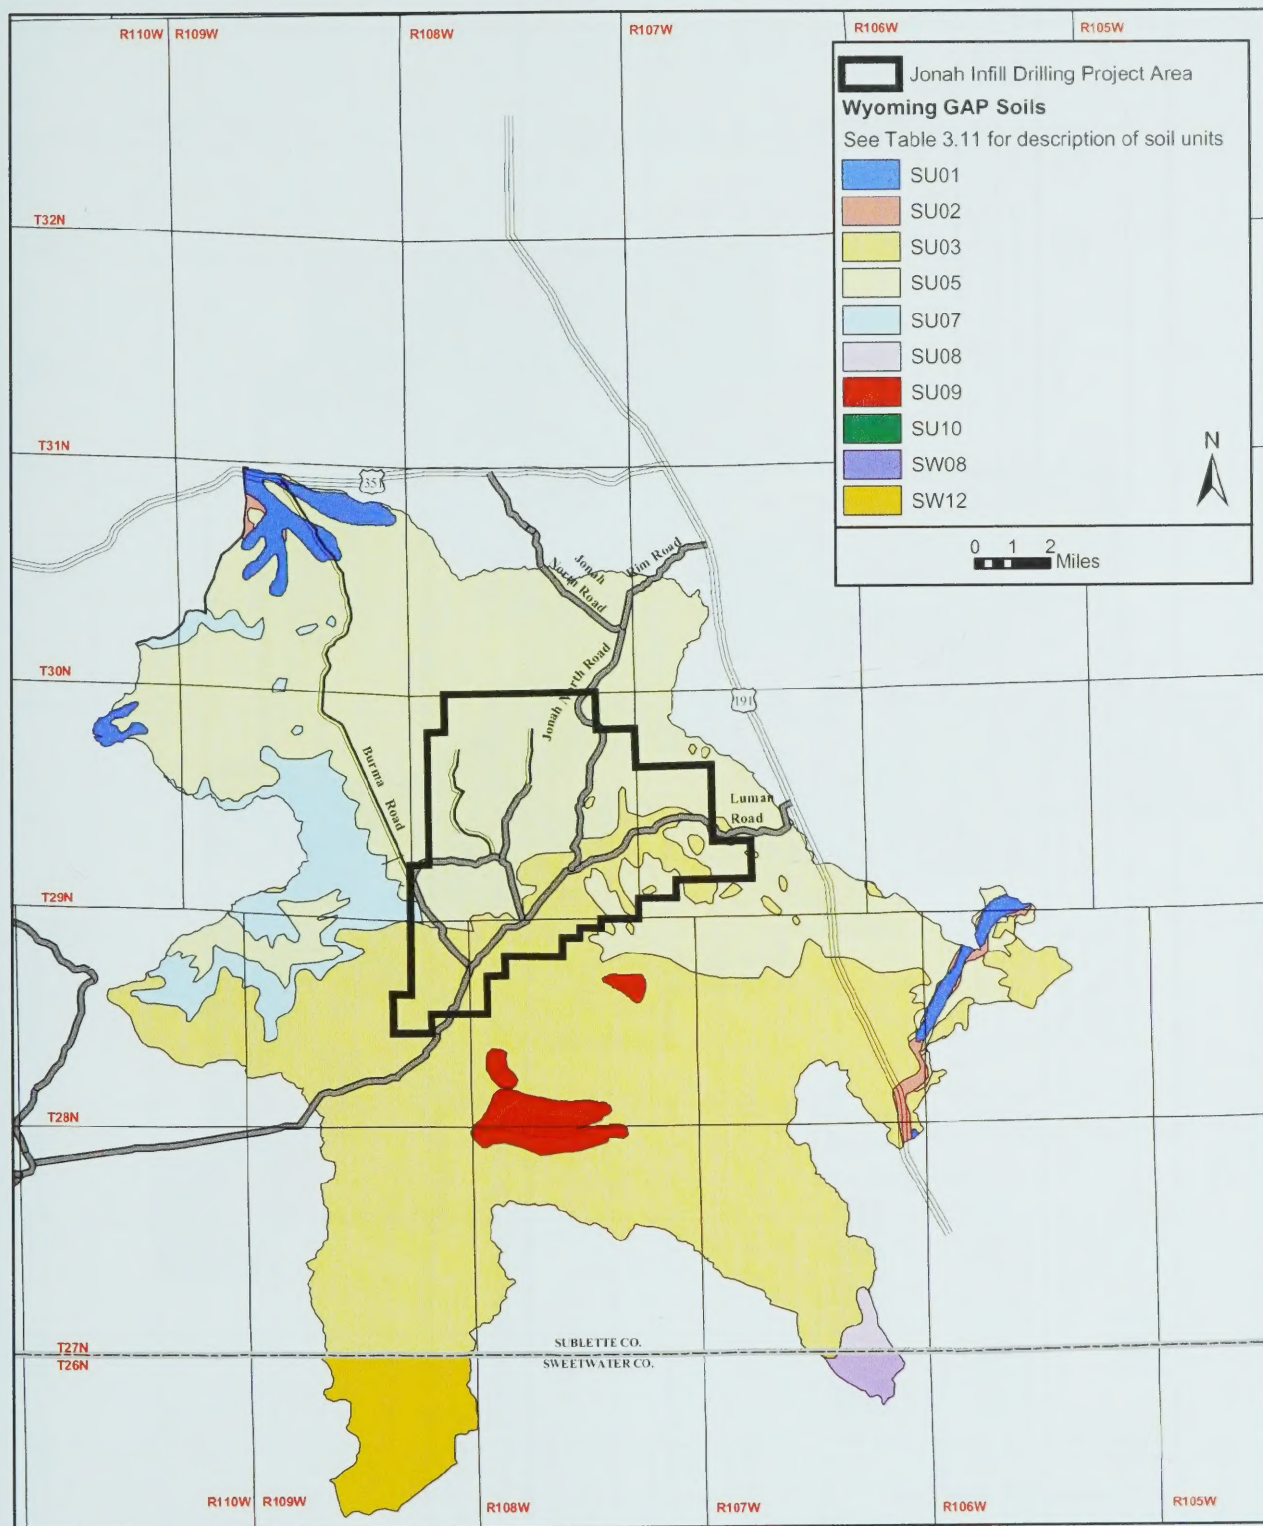 R110W R109W R108W R107W R106W R105W
Jonah Infill Drilling Project Area
Wyoming GAP Soils
See Table 3.11 for description of soil units
SU01
SU02
SU03
SU05
SU07
SU08
SU09
SU10
SW08
SW12
N
0 1 2
Miles
T32N
T31N
351
Jonah
North Road
Rim Road
T30N
Jonah North Road
191
Burma Road
Luman
Road
T29N
T28N
SUBLETTE CO.
T27N
T26N
SWEETWATER CO.
R110W R109W R108W R107W R106W R105W